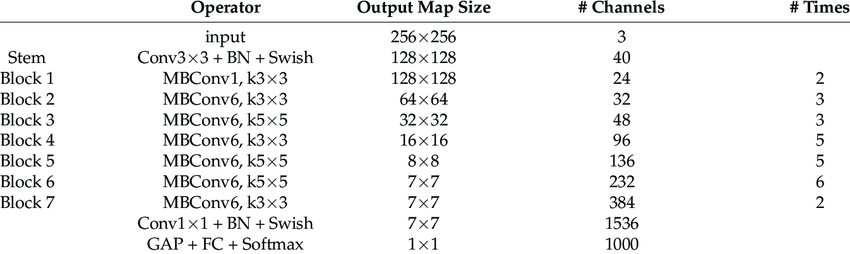 Operator Output Map Size # Channels # Times
input 256×256 3
Stem Conv3×3 + BN + Swish 128×128 40
Block 1 MBConv1, k3×3 128×128 24 2
Block 2 MBConv6, k3×3 64×64 32 3
Block 3 MBConv6, k5×5 32×32 48 3
Block 4 MBConv6, k3×3 16×16 96 5
Block 5 MBConv6, k5×5 8×8 136 5
Block 6 MBConv6, k5×5 7×7 232 6
Block 7 MBConv6, k3×3 7×7 384 2
Conv1×1 + BN + Swish 7×7 1536
GAP + FC + Softmax 1×1 1000